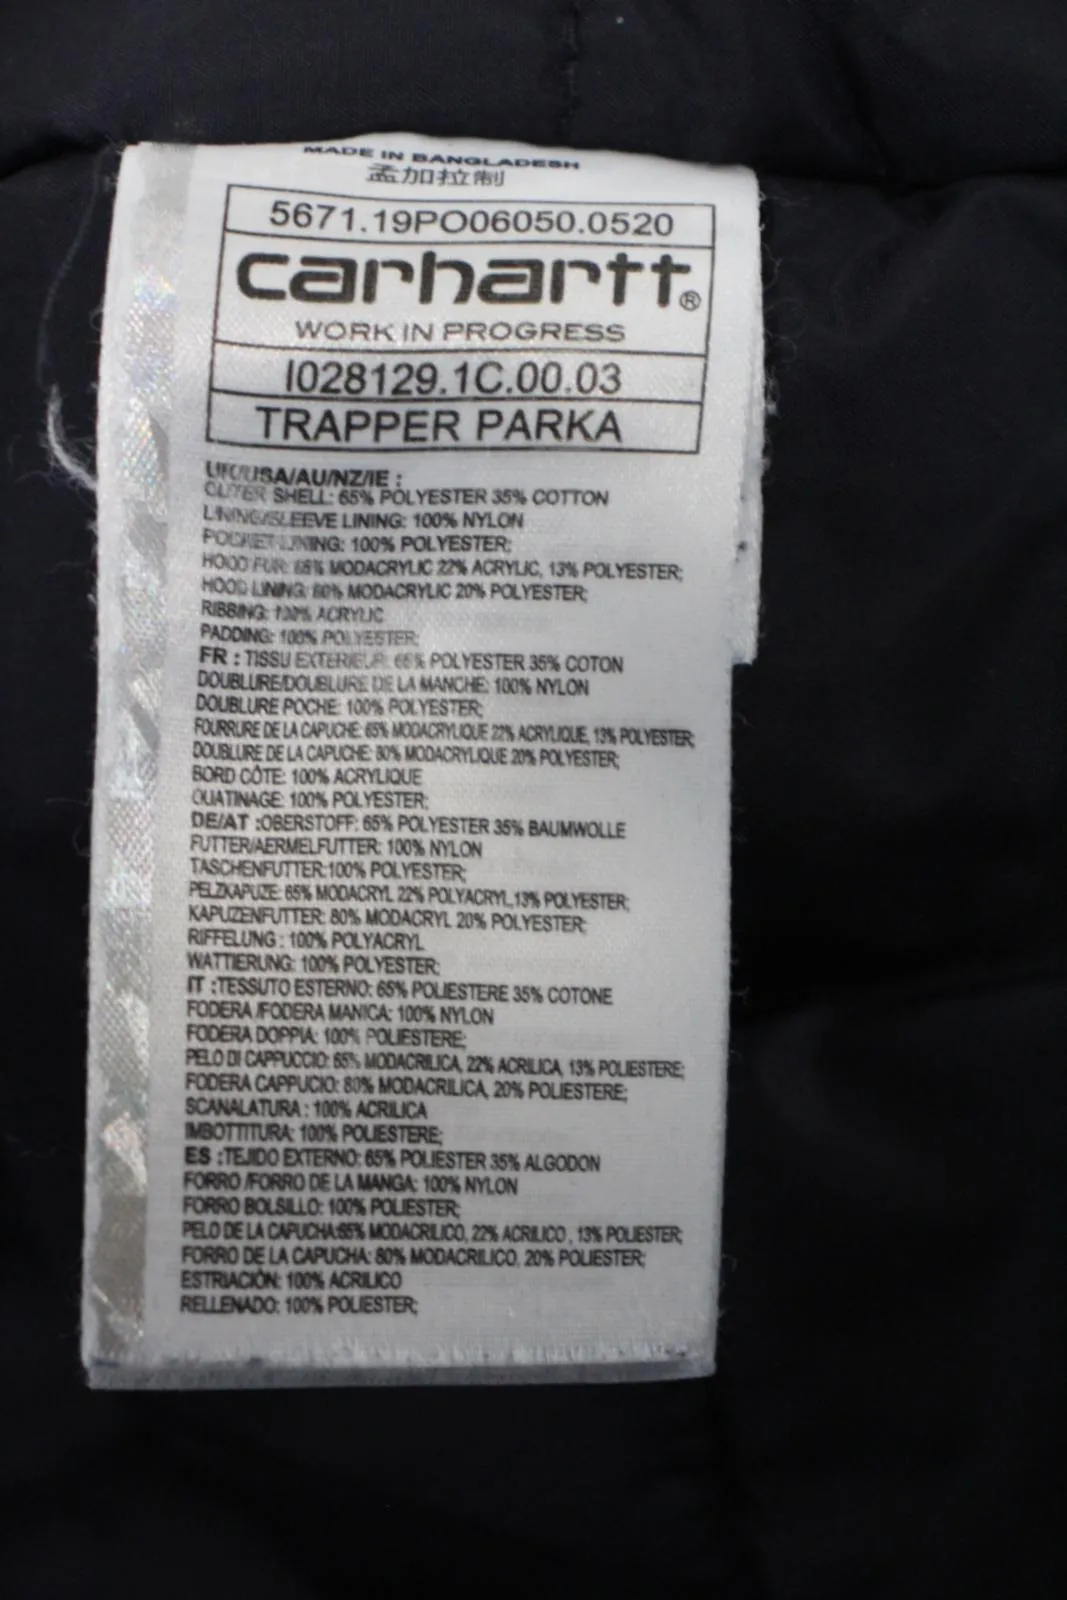 MADE IN BANGLADESH
孟加拉制
5671.19PO06050.0520
carhartt®
WORK IN PROGRESS
I028129.1C.00.03
TRAPPER PARKA
UK/USA/AU/NZ/IE :
OUTER SHELL: 65% POLYESTER 35% COTTON
LINING/SLEEVE LINING: 100% NYLON
POCKET LINING: 100% POLYESTER;
HOOD FUR: 65% MODACRYLIC 22% ACRYLIC, 13% POLYESTER;
HOOD LINING: 80% MODACRYLIC 20% POLYESTER;
RIBBING: 100% ACRYLIC
PADDING: 100% POLYESTER;
FR : TISSU EXTERIEUR: 65% POLYESTER 35% COTON
DOUBLURE/DOUBLURE DE LA MANCHE: 100% NYLON
DOUBLURE POCHE: 100% POLYESTER;
FOURRURE DE LA CAPUCHE: 65% MODACRYLIQUE 22% ACRYLIQUE, 13% POLYESTER;
DOUBLURE DE LA CAPUCHE: 80% MODACRYLIQUE 20% POLYESTER;
BORD CÔTE: 100% ACRYLIQUE
OUATINAGE: 100% POLYESTER;
DE/AT :OBERSTOFF: 65% POLYESTER 35% BAUMWOLLE
FUTTER/AERMELFUTTER: 100% NYLON
TASCHENFUTTER:100% POLYESTER;
PELZKAPUZE: 65% MODACRYL 22% POLYACRYL,13% POLYESTER;
KAPUZENFUTTER: 80% MODACRYL 20% POLYESTER;
RIFFELUNG : 100% POLYACRYL
WATTIERUNG: 100% POLYESTER;
IT :TESSUTO ESTERNO: 65% POLIESTERE 35% COTONE
FODERA /FODERA MANICA: 100% NYLON
FODERA DOPPIA: 100% POLIESTERE;
PELO DI CAPPUCCIO: 65% MODACRILICA, 22% ACRILICA, 13% POLIESTERE;
FODERA CAPPUCIO: 80% MODACRILICA, 20% POLIESTERE;
SCANALATURA : 100% ACRILICA
IMBOTTITURA: 100% POLIESTERE;
ES :TEJIDO EXTERNO: 65% POLIESTER 35% ALGODON
FORRO /FORRO DE LA MANGA: 100% NYLON
FORRO BOLSILLO: 100% POLIESTER;
PELO DE LA CAPUCHA:65% MODACRILICO, 22% ACRILICO , 13% POLIESTER;
FORRO DE LA CAPUCHA: 80% MODACRILICO, 20% POLIESTER;
ESTRIACIÓN: 100% ACRILICO
RELLENADO: 100% POLIESTER;